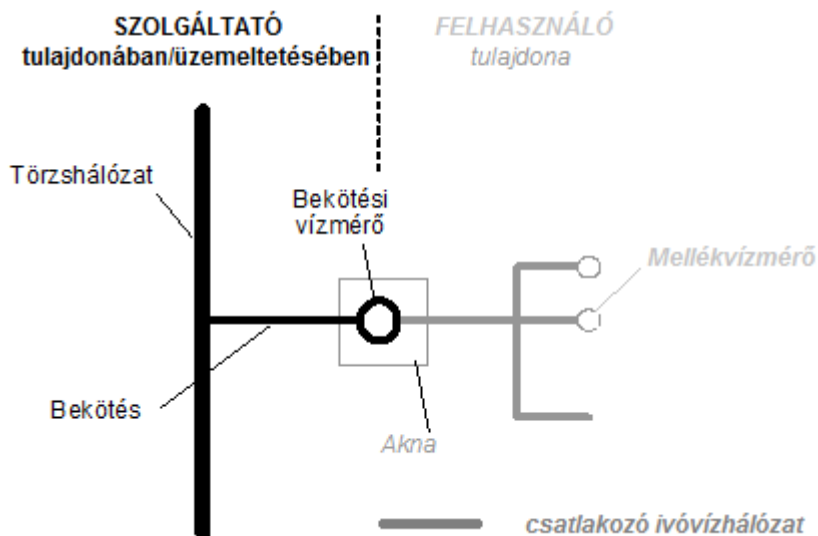 SZOLGÁLTATÓ
tulajdonában/üzemeltetésében
FELHASZNÁLÓ
tulajdona
Törzshálózat
Bekötési
vízmérő
Mellékvízmérő
Bekötés
Akna
csatlakozó ivóvízhálózat